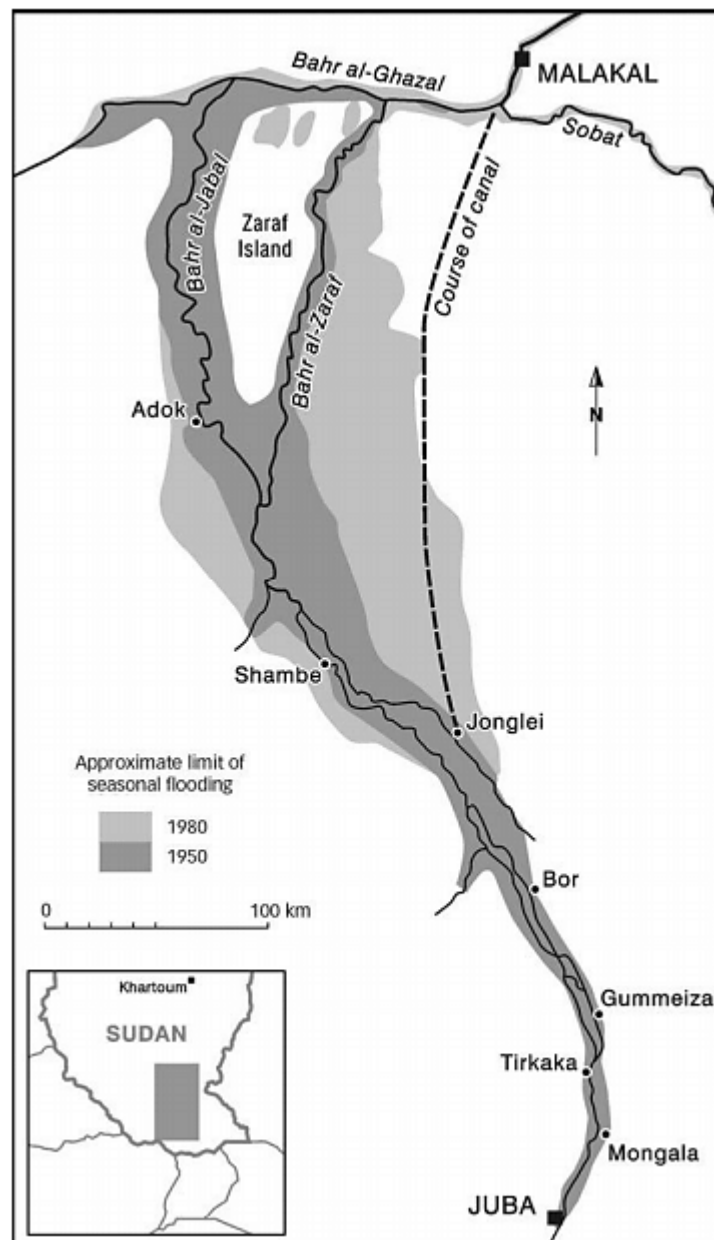 Bahr al-Ghazal
MALAKAL
Sobat
Bahr al-Jabal
Zaraf
Island
Bahr al-Zaraf
Course of canal
N
Adok
Shambe
Jonglei
Approximate limit of
seasonal flooding
1980
1950
0 100 km
Bor
Khartoum
SUDAN
Gummeiza
Tirkaka
Mongala
JUBA